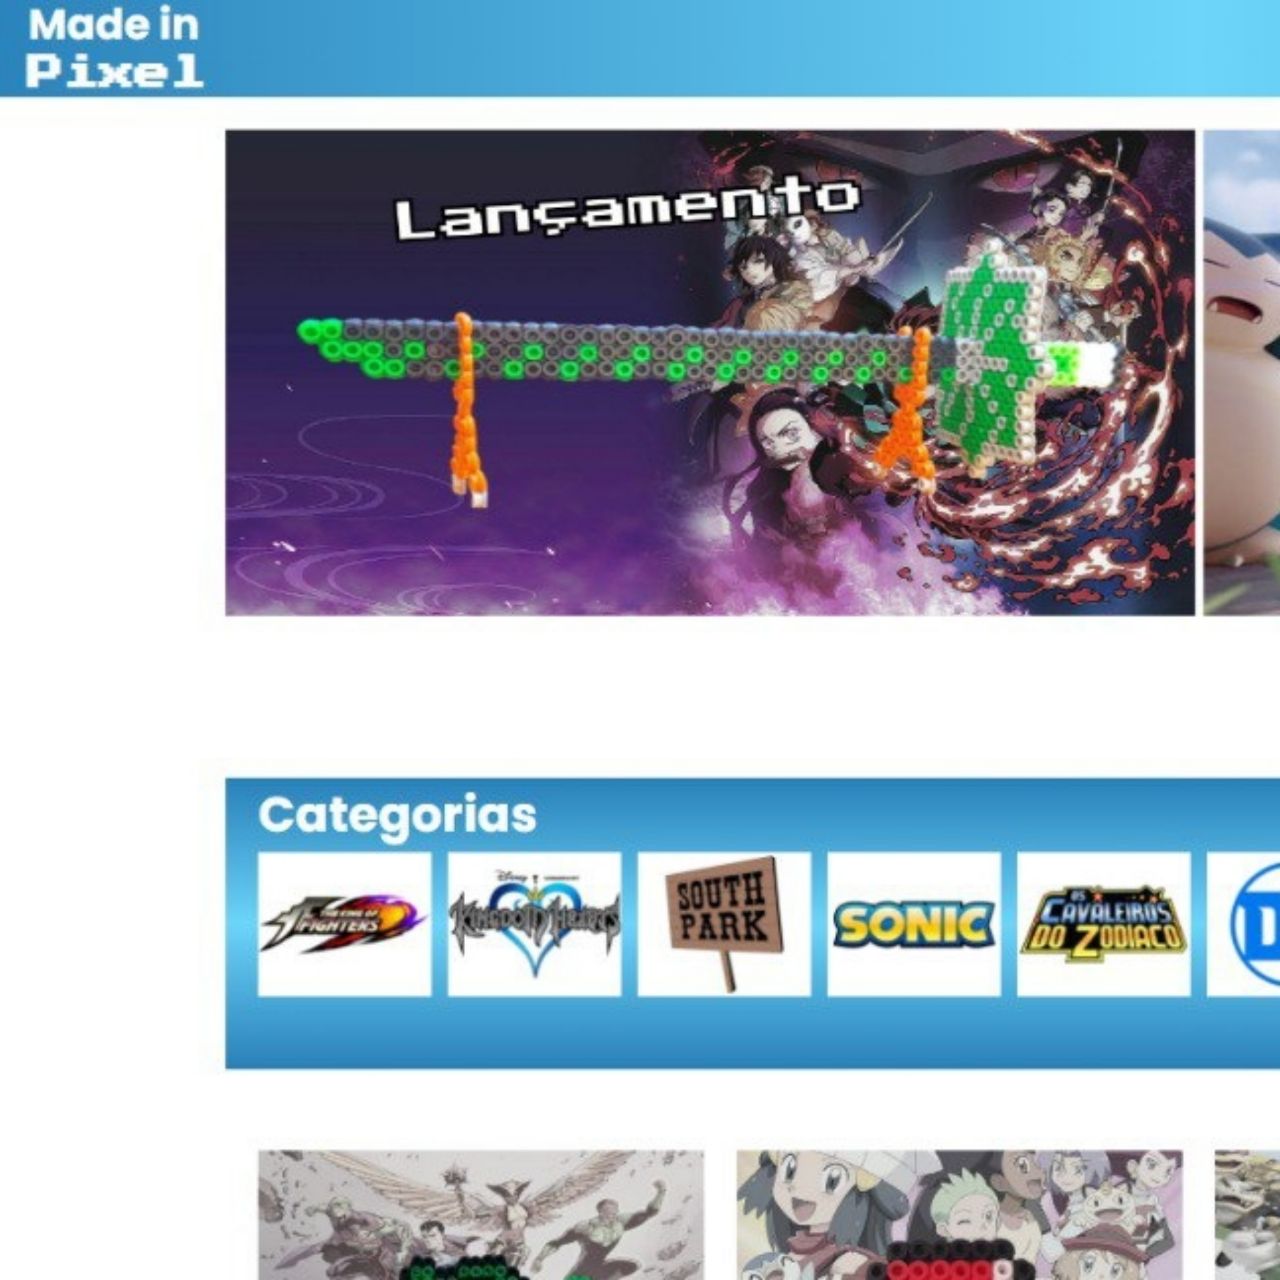 Made in
Pixel
Lançamento
Categorias
THE KING OF
FIGHTERS
Disney
KINGDOM HEARTS
SOUTH
PARK
SONIC
OS
CAVALEIROS
DO ZODIACO
D